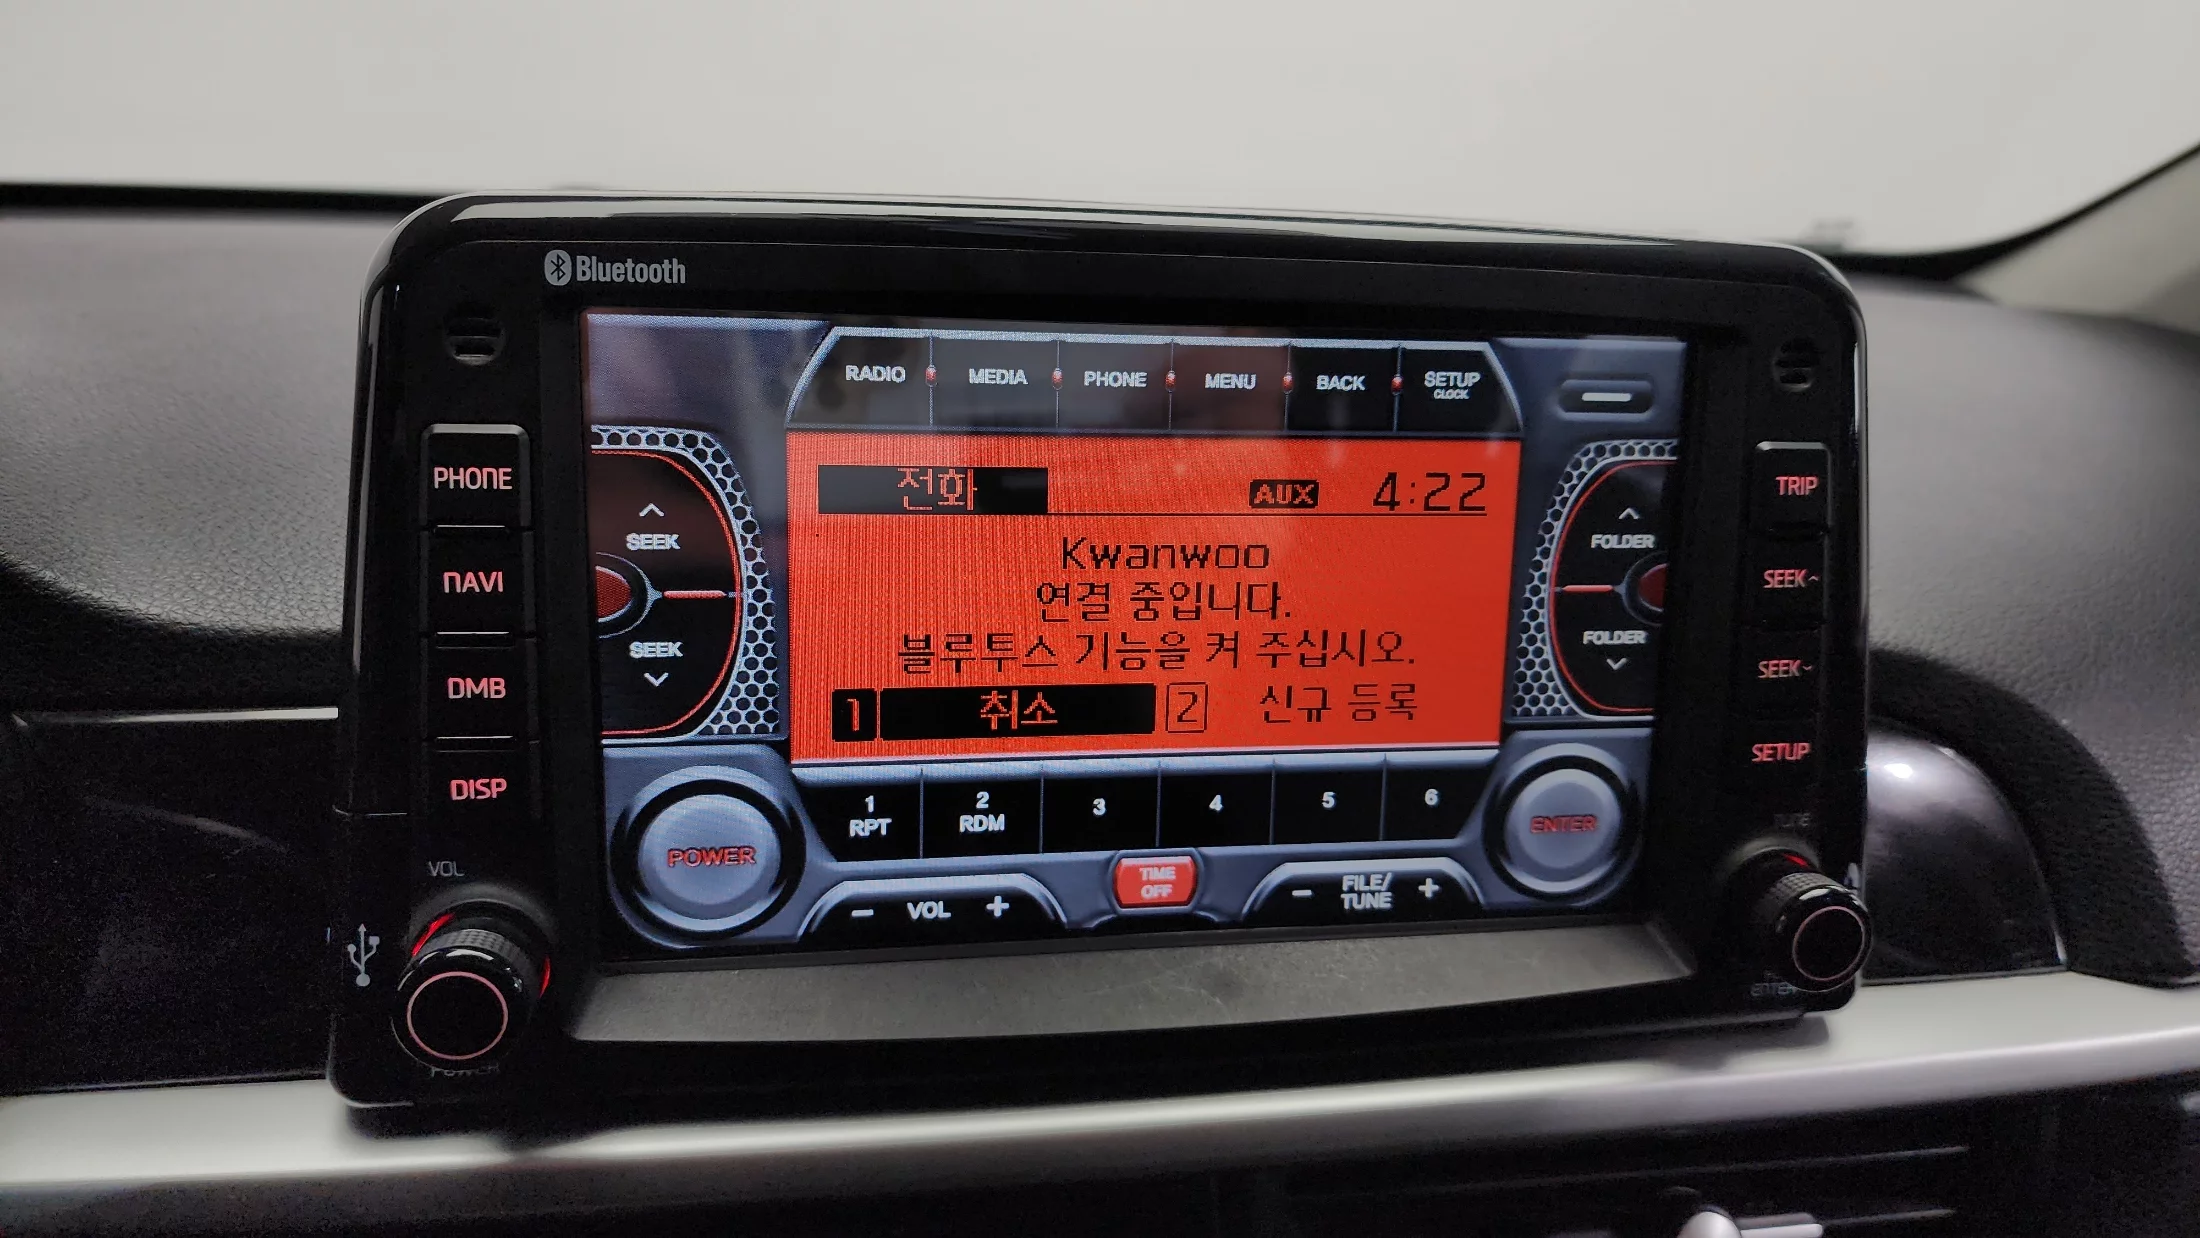 Bluetooth
RADIO
MEDIA
PHONE
MENU
BACK
SETUP
CLOCK
PHONE
NAVI
DMB
DISP
VOL
POWER
SEEK
SEEK
전화
AUX
4:22
Kwanwoo
연결 중입니다.
블루투스 기능을 켜 주십시오.
1 취소
2 신규 등록
FOLDER
FOLDER
TRIP
SEEK
SEEK
SETUP
TUNE
ENTER
POWER
1
RPT
2
RDM
3
4
5
6
ENTER
− VOL +
TIME
OFF
− FILE/
TUNE +